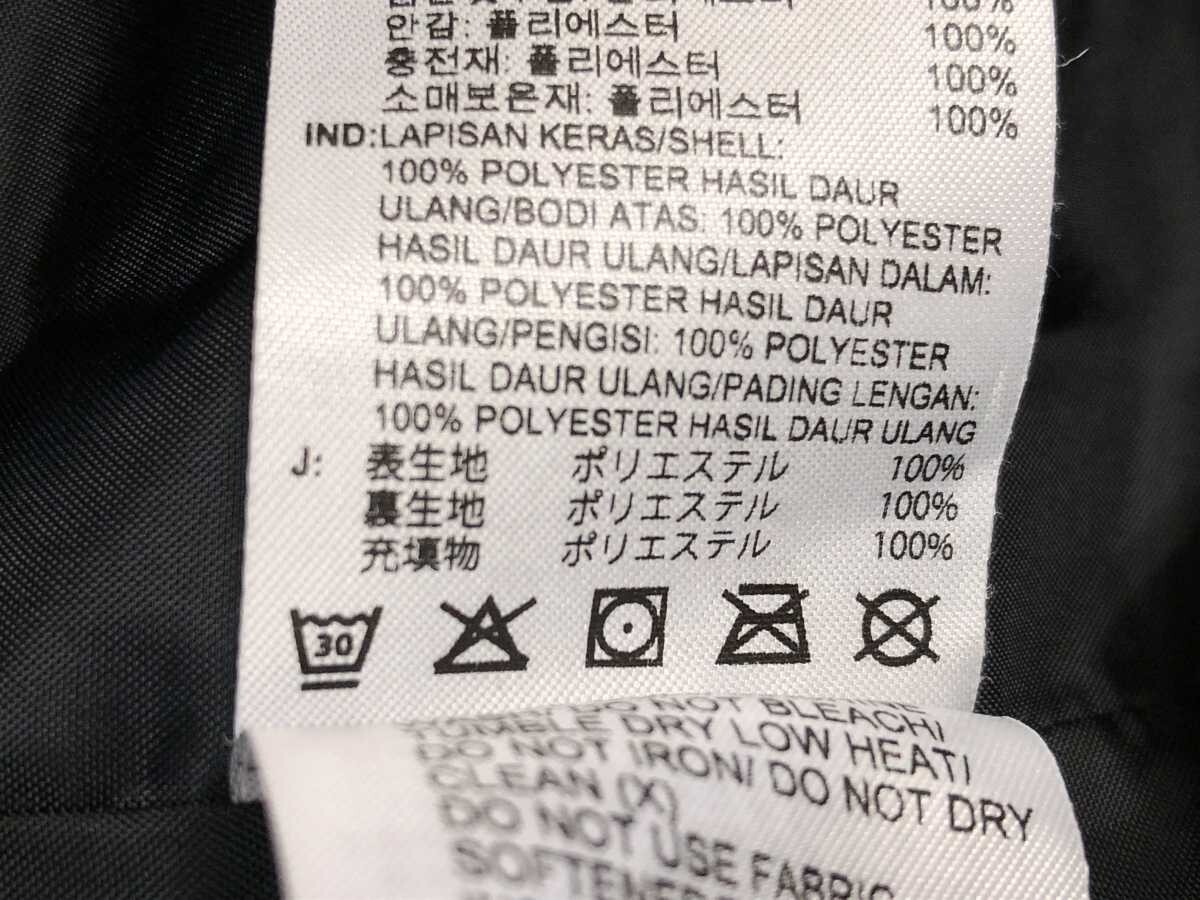 100%
안감: 폴리에스터 100%
충전재: 폴리에스터 100%
소매보온재: 폴리에스터 100%
IND:LAPISAN KERAS/SHELL:
100% POLYESTER HASIL DAUR
ULANG/BODI ATAS: 100% POLYESTER
HASIL DAUR ULANG/LAPISAN DALAM:
100% POLYESTER HASIL DAUR
ULANG/PENGISI: 100% POLYESTER
HASIL DAUR ULANG/PADING LENGAN:
100% POLYESTER HASIL DAUR ULANG
J: 表生地 ポリエステル 100%
裏生地 ポリエステル 100%
充填物 ポリエステル 100%
30
NOT BLEACH/
TUMBLE DRY LOW HEAT/
DO NOT IRON/ DO NOT DRY
CLEAN (X)
DO NOT USE FABRIC